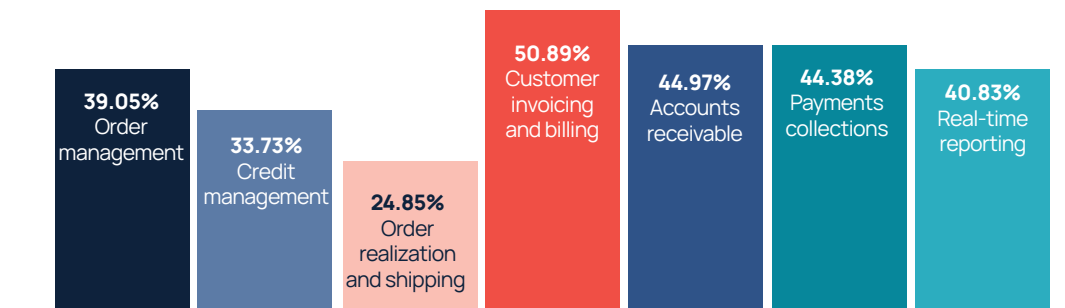 39.05%
Order
management
33.73%
Credit
management
24.85%
Order
realization
and shipping
50.89%
Customer
invoicing
and billing
44.97%
Accounts
receivable
44.38%
Payments
collections
40.83%
Real-time
reporting